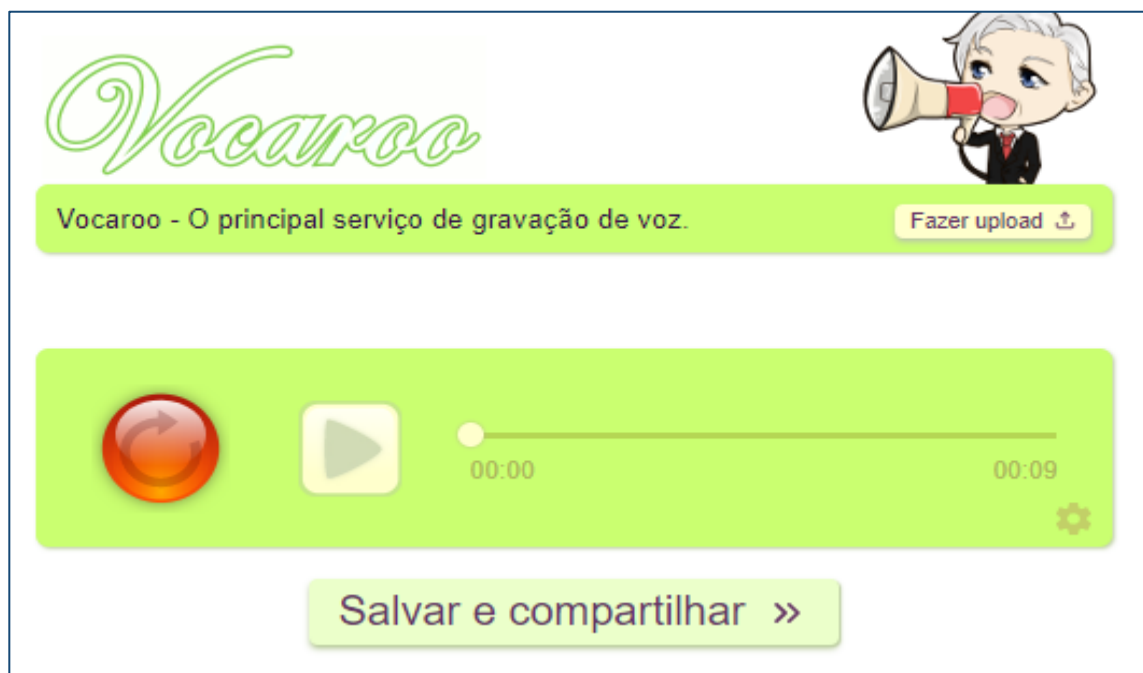 Vocaroo
Vocaroo - O principal serviço de gravação de voz.
Fazer upload
00:00
00:09
Salvar e compartilhar »